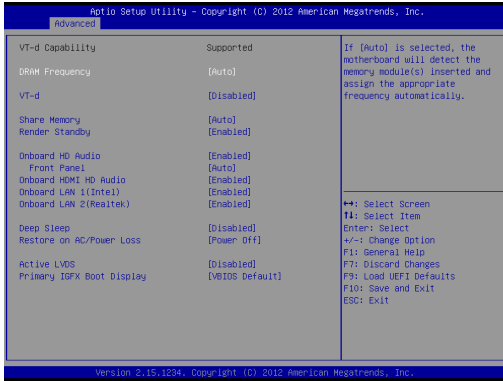 Aptio Setup Utility – Copyright (C) 2012 American Megatrends, Inc.
Advanced
VT-d Capability Supported
DRAM Frequency [Auto]
VT-d [Disabled]
Share Memory [Auto]
Render Standby [Enabled]
Onboard HD Audio [Enabled]
Front Panel [Auto]
Onboard HDMI HD Audio [Enabled]
Onboard LAN 1(Intel) [Enabled]
Onboard LAN 2(Realtek) [Enabled]
Deep Sleep [Disabled]
Restore on AC/Power Loss [Power Off]
Active LVDS [Disabled]
Primary IGFX Boot Display [VBIOS Default]
If [Auto] is selected, the
motherboard will detect the
memory module(s) inserted and
assign the appropriate
frequency automatically.
↔: Select Screen
↑↓: Select Item
Enter: Select
+/-: Change Option
F1: General Help
F7: Discard Changes
F9: Load UEFI Defaults
F10: Save and Exit
ESC: Exit
Version 2.15.1234. Copyright (C) 2012 American Megatrends, Inc.